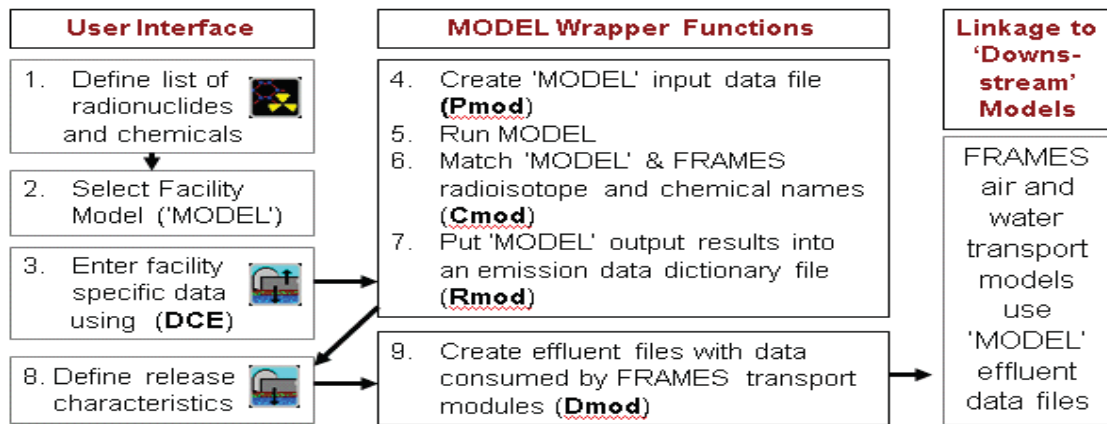 User Interface
1. Define list of
radionuclides
and chemicals
2. Select Facility
Model ('MODEL')
3. Enter facility
specific data
using (DCE)
8. Define release
characteristics
MODEL Wrapper Functions
4. Create 'MODEL' input data file
(Pmod)
5. Run MODEL
6. Match 'MODEL' & FRAMES
radioisotope and chemical names
(Cmod)
7. Put 'MODEL' output results into
an emission data dictionary file
(Rmod)
9. Create effluent files with data
consumed by FRAMES transport
modules (Dmod)
Linkage to
‘Downs-
stream’
Models
FRAMES
air and
water
transport
models
use
'MODEL'
effluent
data files